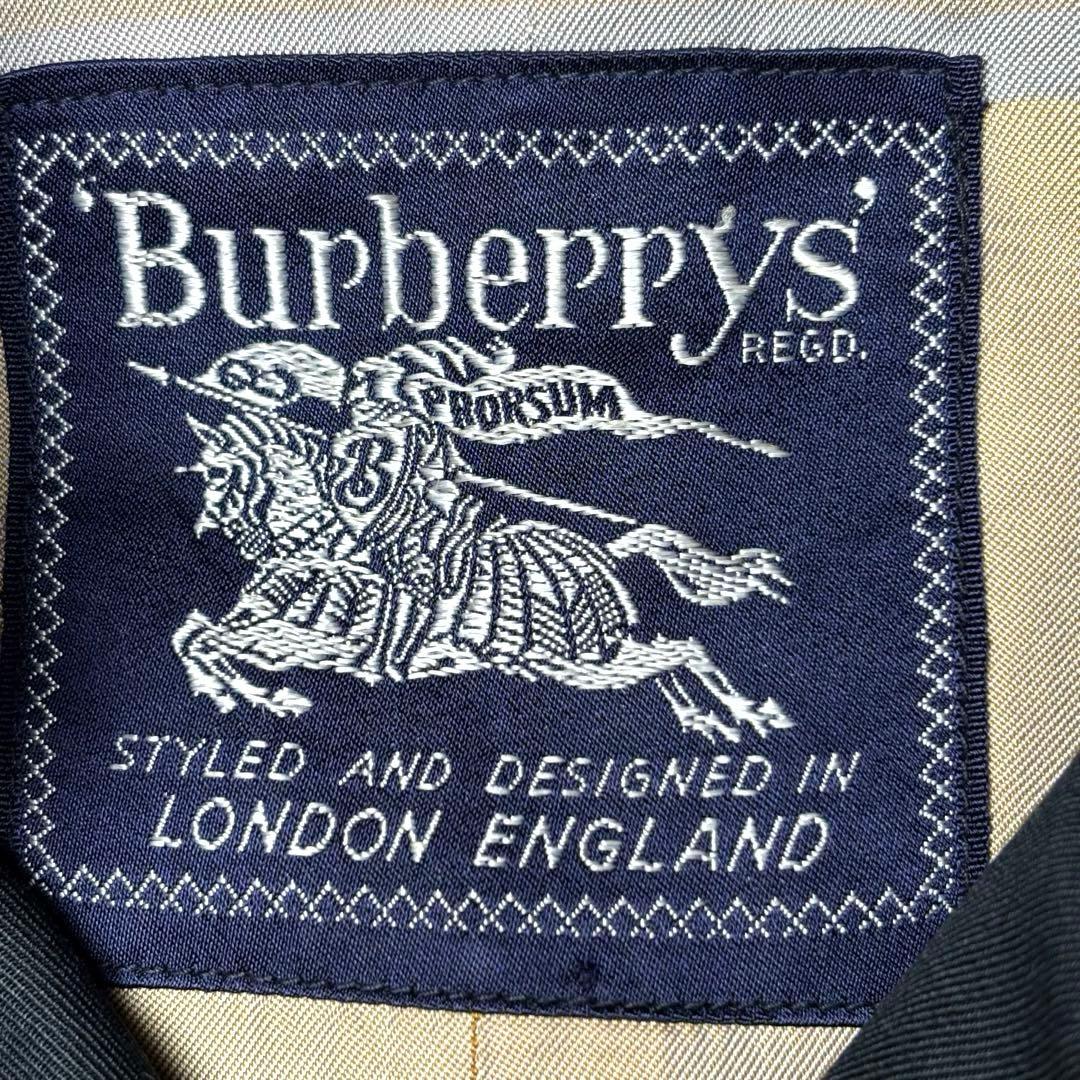 'Burberrys'
REGD.
B
PRORSUM
B
STYLED AND DESIGNED IN
LONDON ENGLAND